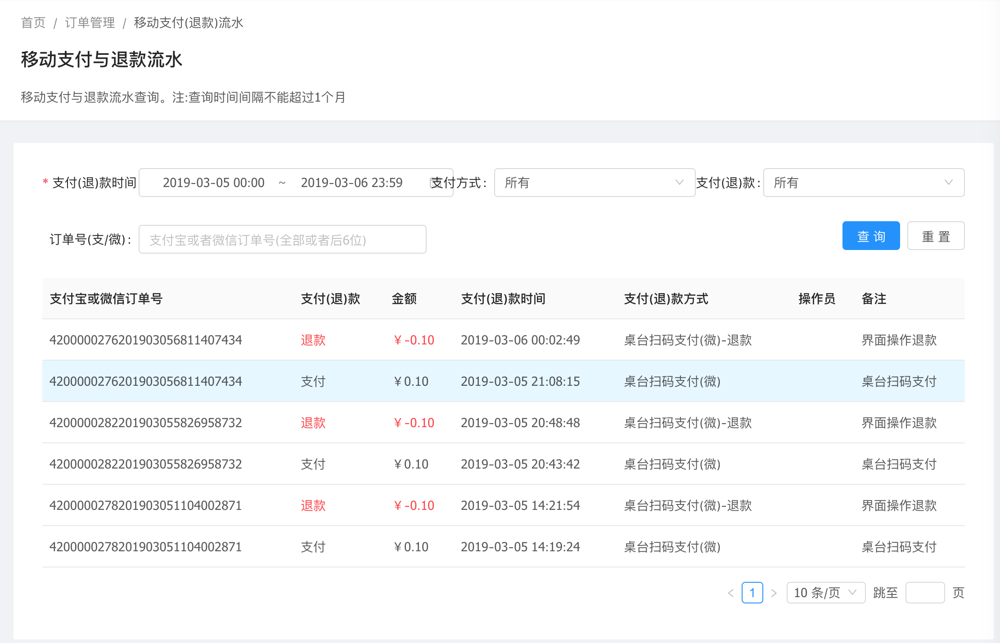 首页 / 订单管理 / 移动支付(退款)流水
移动支付与退款流水
移动支付与退款流水查询。注:查询时间间隔不能超过1个月
* 支付(退)款时间 2019-03-05 00:00 ~ 2019-03-06 23:59 支付方式: 所有 支付(退)款: 所有
订单号(支/微): 支付宝或者微信订单号(全部或者后6位) 查 询 重 置
支付宝或微信订单号 支付(退)款 金额 支付(退)款时间 支付(退)款方式 操作员 备注
4200000276201903056811407434 退款 ¥ -0.10 2019-03-06 00:02:49 桌台扫码支付(微)-退款 界面操作退款
4200000276201903056811407434 支付 ¥ 0.10 2019-03-05 21:08:15 桌台扫码支付(微) 桌台扫码支付
4200000282201903055826958732 退款 ¥ -0.10 2019-03-05 20:48:48 桌台扫码支付(微)-退款 界面操作退款
4200000282201903055826958732 支付 ¥ 0.10 2019-03-05 20:43:42 桌台扫码支付(微) 桌台扫码支付
4200000278201903051104002871 退款 ¥ -0.10 2019-03-05 14:21:54 桌台扫码支付(微)-退款 界面操作退款
4200000278201903051104002871 支付 ¥ 0.10 2019-03-05 14:19:24 桌台扫码支付(微) 桌台扫码支付
< 1 > 10 条/页 跳至 页